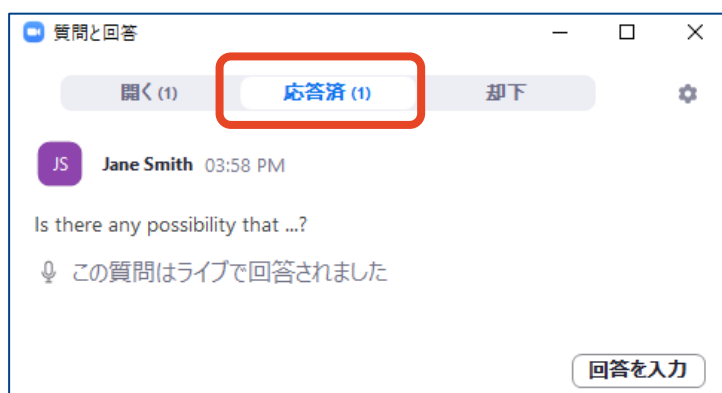 質問と回答
開く (1) 応答済 (1) 却下
JS Jane Smith 03:58 PM
Is there any possibility that ...?
この質問はライブで回答されました
回答を入力